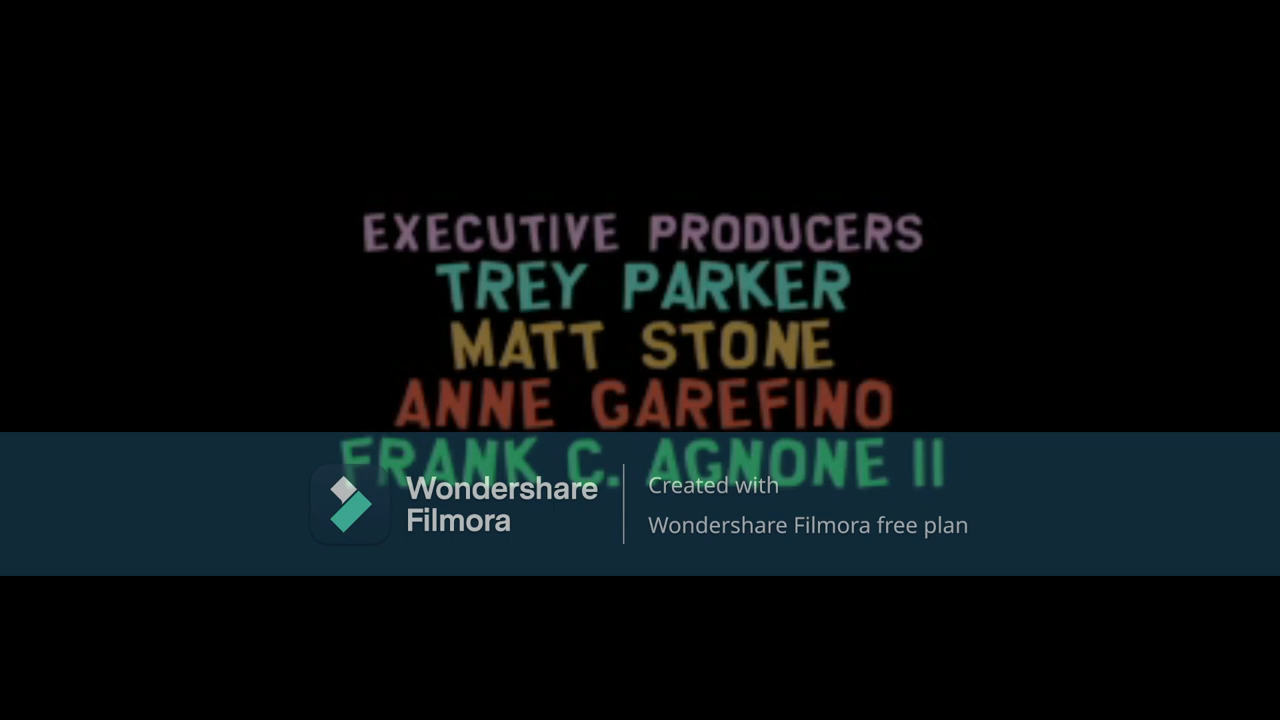 EXECUTIVE PRODUCERS
TREY PARKER
MATT STONE
ANNE GAREFINO
FRANK C. AGNONE II
Wondershare
Filmora
Created with
Wondershare Filmora free plan